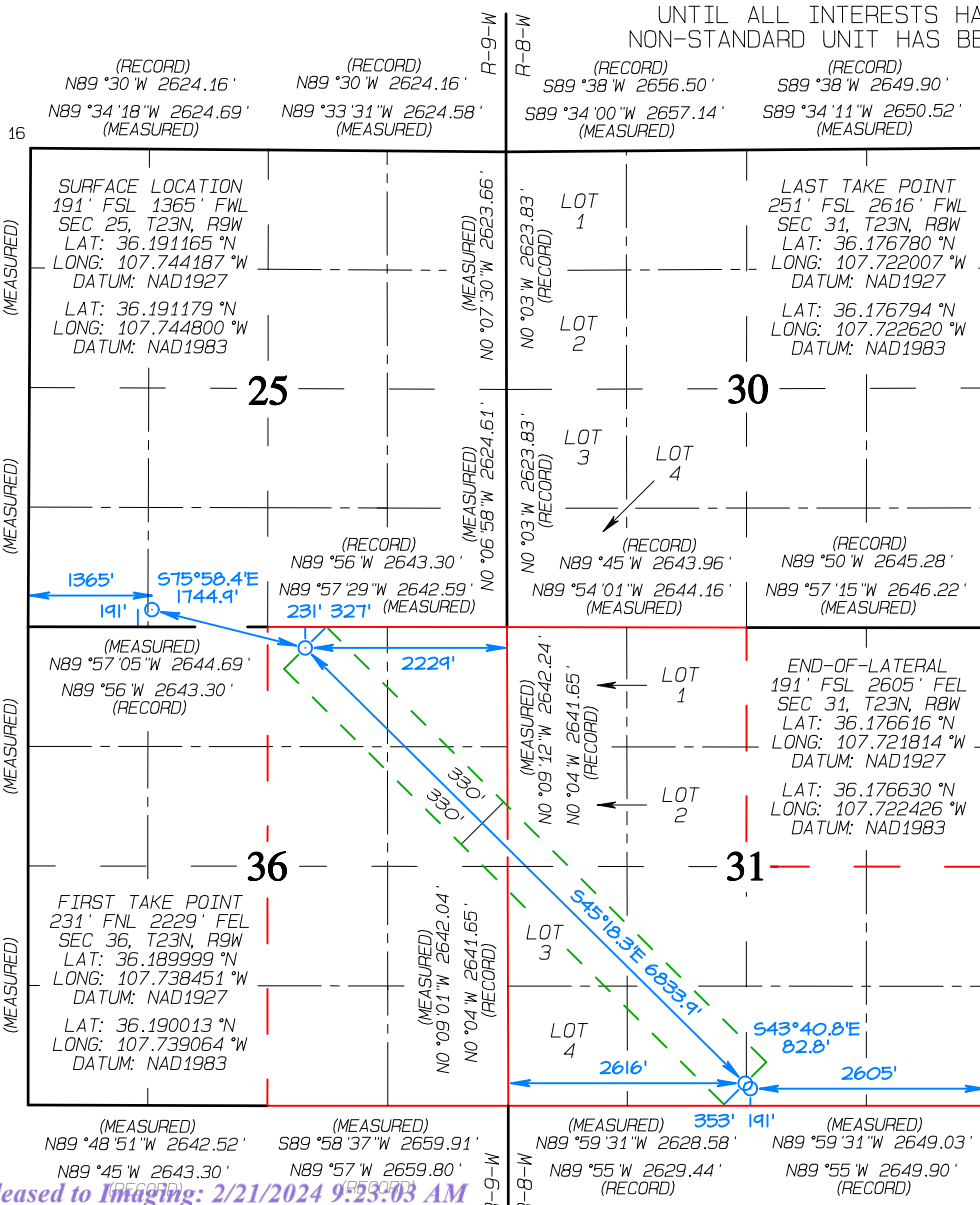 UNTIL ALL INTERESTS HA
NON-STANDARD UNIT HAS BE
R-9-W
R-8-W
(RECORD)
N89°30'W 2624.16'
N89°34'18"W 2624.69'
(MEASURED)
(RECORD)
N89°30'W 2624.16'
N89°33'31"W 2624.58'
(MEASURED)
(RECORD)
S89°38'W 2656.50'
S89°34'00"W 2657.14'
(MEASURED)
(RECORD)
S89°38'W 2649.90'
S89°34'11"W 2650.52'
(MEASURED)
16
(MEASURED)
SURFACE LOCATION
191' FSL 1365' FWL
SEC 25, T23N, R9W
LAT: 36.191165°N
LONG: 107.744187°W
DATUM: NAD1927
LAT: 36.191179°N
LONG: 107.744800°W
DATUM: NAD1983
(MEASURED)
N0°07'30"W 2623.66'
N0°03'W 2623.83'
(RECORD)
LOT
1
LOT
2
LAST TAKE POINT
251' FSL 2616' FWL
SEC 31, T23N, R8W
LAT: 36.176780°N
LONG: 107.722007°W
DATUM: NAD1927
LAT: 36.176794°N
LONG: 107.722620°W
DATUM: NAD1983
25
30
(MEASURED)
(MEASURED)
N0°06'58"W 2624.61'
N0°03'W 2623.83'
(RECORD)
LOT
3
LOT
4
(RECORD)
N89°56'W 2643.30'
N89°57'29"W 2642.59'
(MEASURED)
(RECORD)
N89°45'W 2643.96'
N89°54'01"W 2644.16'
(MEASURED)
(RECORD)
N89°50'W 2645.28'
N89°57'15"W 2646.22'
(MEASURED)
1365'
191'
S75°58.4'E
1744.9'
231' 327'
2229'
(MEASURED)
N89°57'05"W 2644.69'
N89°56'W 2643.30'
(RECORD)
(MEASURED)
(MEASURED)
N0°09'12"W 2642.24'
N0°04'W 2641.65'
(RECORD)
LOT
1
LOT
2
END-OF-LATERAL
191' FSL 2605' FEL
SEC 31, T23N, R8W
LAT: 36.176616°N
LONG: 107.721814°W
DATUM: NAD1927
LAT: 36.176630°N
LONG: 107.722426°W
DATUM: NAD1983
330'
330'
36
31
FIRST TAKE POINT
231' FNL 2229' FEL
SEC 36, T23N, R9W
LAT: 36.189999°N
LONG: 107.738451°W
DATUM: NAD1927
LAT: 36.190013°N
LONG: 107.739064°W
DATUM: NAD1983
(MEASURED)
(MEASURED)
N0°09'01"W 2642.04'
N0°04'W 2641.65'
(RECORD)
LOT
3
LOT
4
S45°18.3'E 6833.9'
S43°40.8'E
82.8'
2616'
2605'
353' 191'
(MEASURED)
N89°48'51"W 2642.52'
N89°45'W 2643.30'
(RECORD)
(MEASURED)
S89°58'37"W 2659.91'
N89°57'W 2659.80'
(RECORD)
(MEASURED)
N89°59'31"W 2628.58'
N89°55'W 2629.44'
(RECORD)
(MEASURED)
N89°59'31"W 2649.03'
N89°55'W 2649.90'
(RECORD)
R-9-W
R-8-W
leased to Imaging: 2/21/2024 9:23:03 AM